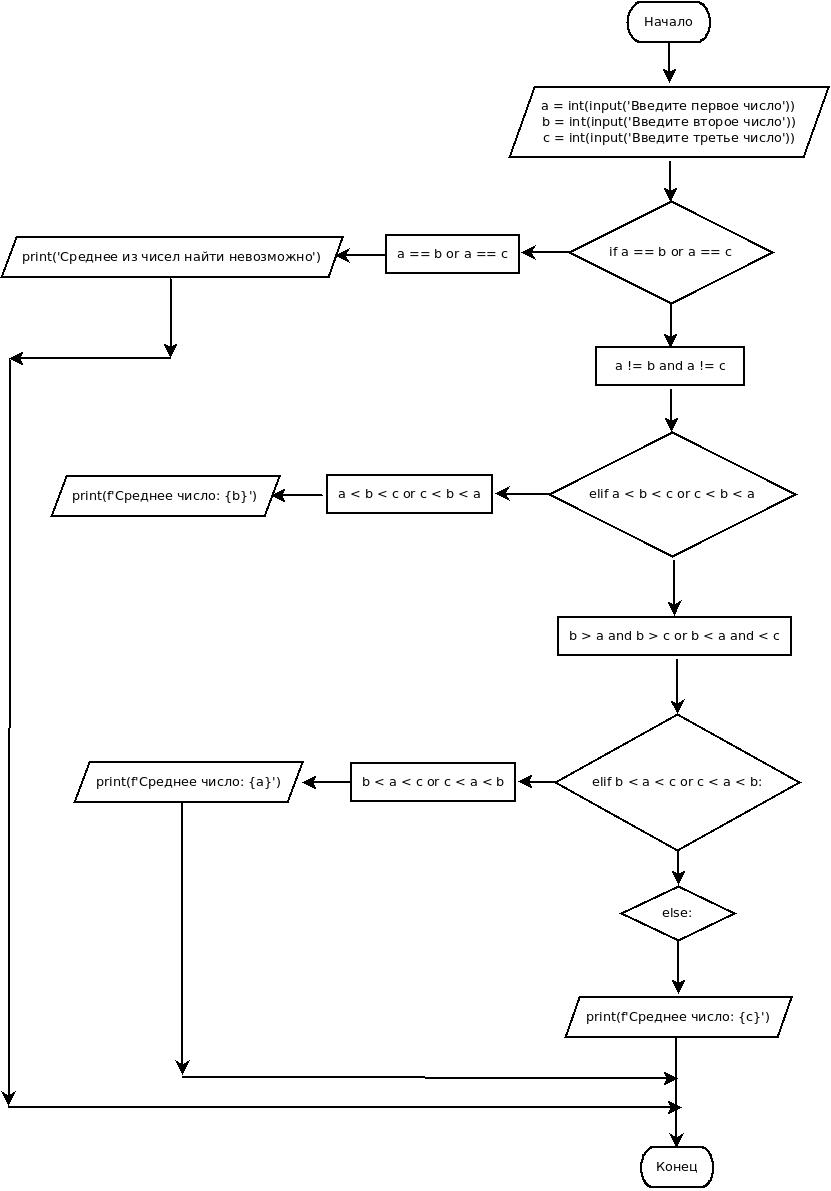 Начало
a = int(input('Введите первое число'))
b = int(input('Введите второе число'))
c = int(input('Введите третье число'))
if a == b or a == c
a == b or a == c
print('Среднее из чисел найти невозможно')
a != b and a != c
elif a < b < c or c < b < a
a < b < c or c < b < a
print(f'Среднее число: {b}')
b > a and b > c or b < a and < c
elif b < a < c or c < a < b:
b < a < c or c < a < b
print(f'Среднее число: {a}')
else:
print(f'Среднее число: {c}')
Конец